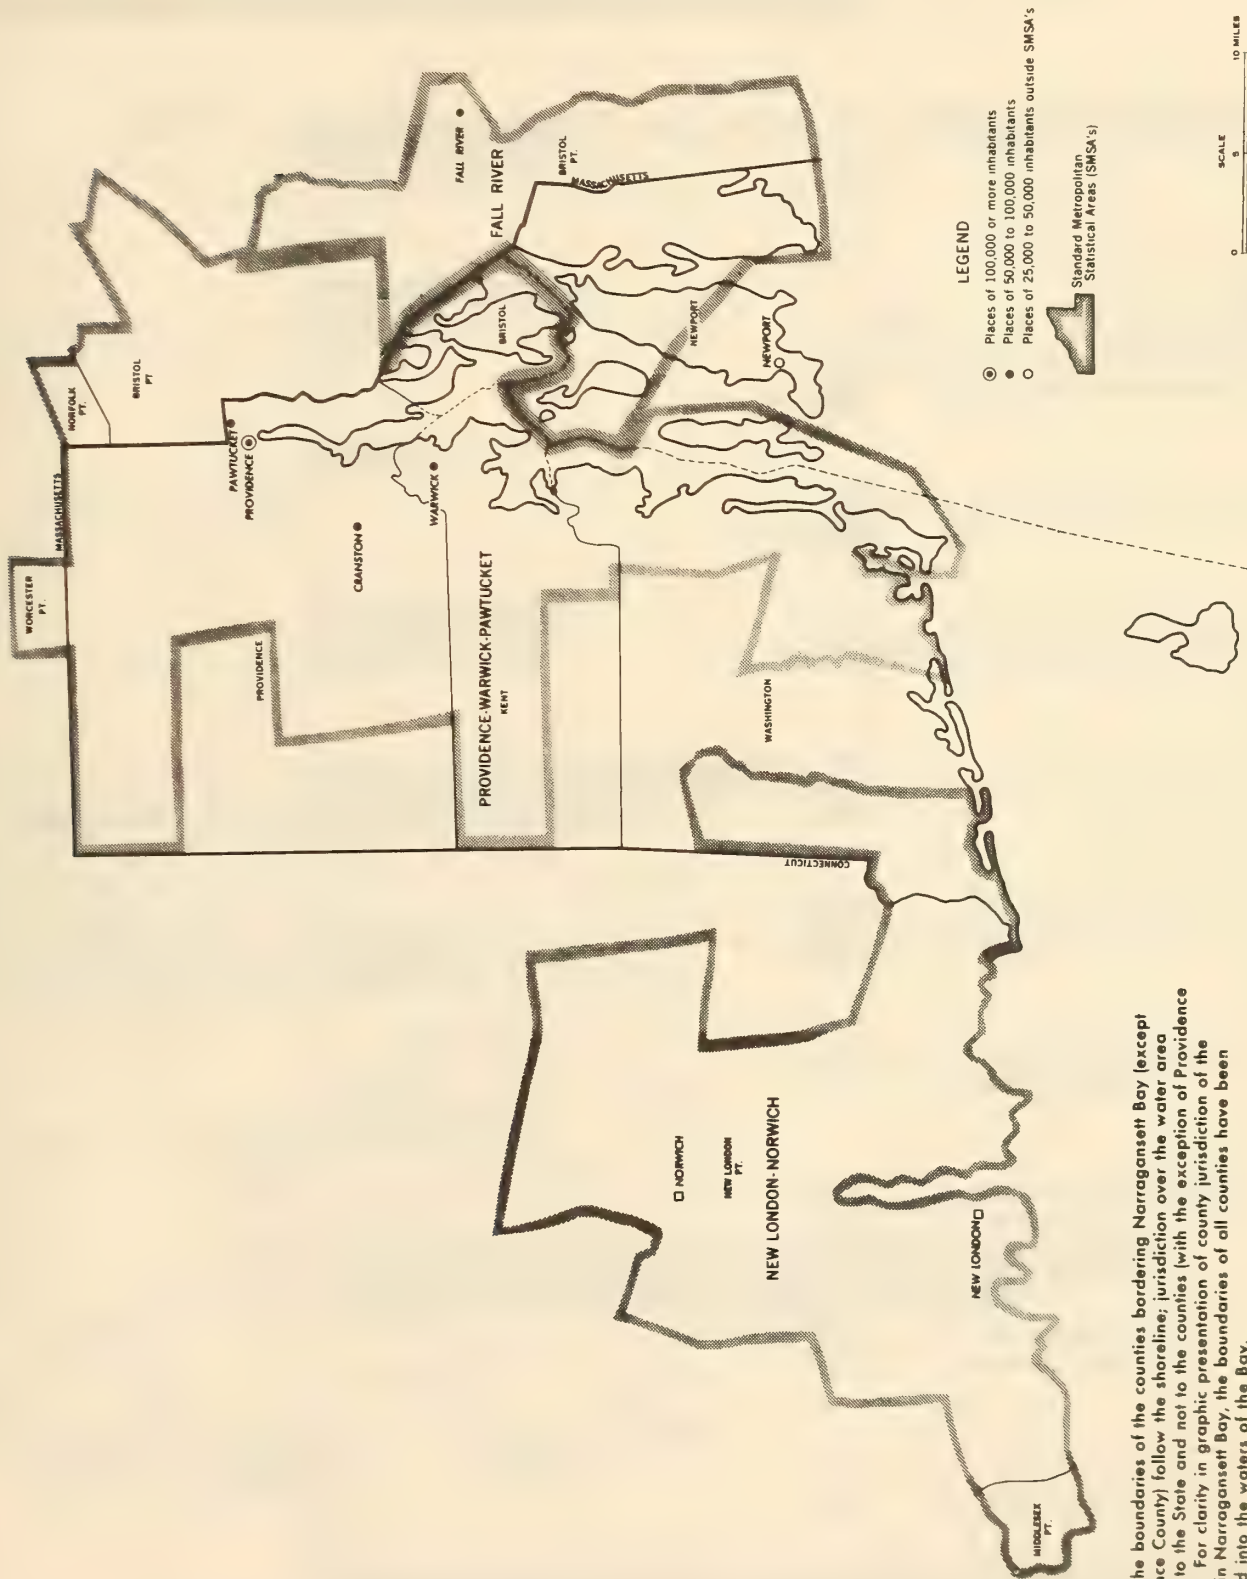 WORCESTER
PT.
MASSACHUSETTS
NORFOLK
PT.
BRISTOL
PT
PROVIDENCE
PAWTUCKET
PROVIDENCE
CRANSTON
WARWICK
PROVIDENCE-WARWICK-PAWTUCKET
KENT
BRISTOL
FALL RIVER
FALL RIVER
BRISTOL
PT.
MASSACHUSETTS
NEWPORT
NEWPORT
WASHINGTON
CONNECTICUT
NORWICH
NEW LONDON
PT.
NEW LONDON-NORWICH
NEW LONDON
MIDDLESEX
PT.
LEGEND
Places of 100,000 or more inhabitants
Places of 50,000 to 100,000 inhabitants
Places of 25,000 to 50,000 inhabitants outside SMSA's
Standard Metropolitan
Statistical Areas (SMSA's)
SCALE
0 5 10 MILES
he boundaries of the counties bordering Narragansett Bay (except
ce County) follow the shoreline; jurisdiction over the water area
to the State and not to the counties (with the exception of Providence
For clarity in graphic presentation of county jurisdiction of the
n Narragansett Bay, the boundaries of all counties have been
d into the waters of the Bay.